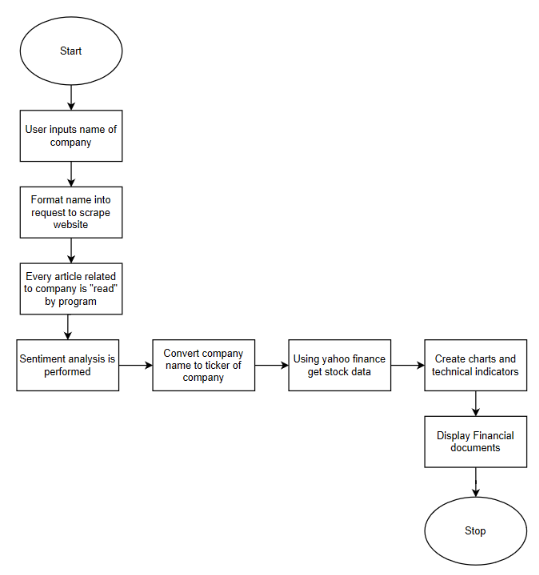 Start
User inputs name of
company
Format name into
request to scrape
website
Every article related
to company is "read"
by program
Sentiment analysis is
performed
Convert company
name to ticker of
company
Using yahoo finance
get stock data
Create charts and
technical indicators
Display Financial
documents
Stop